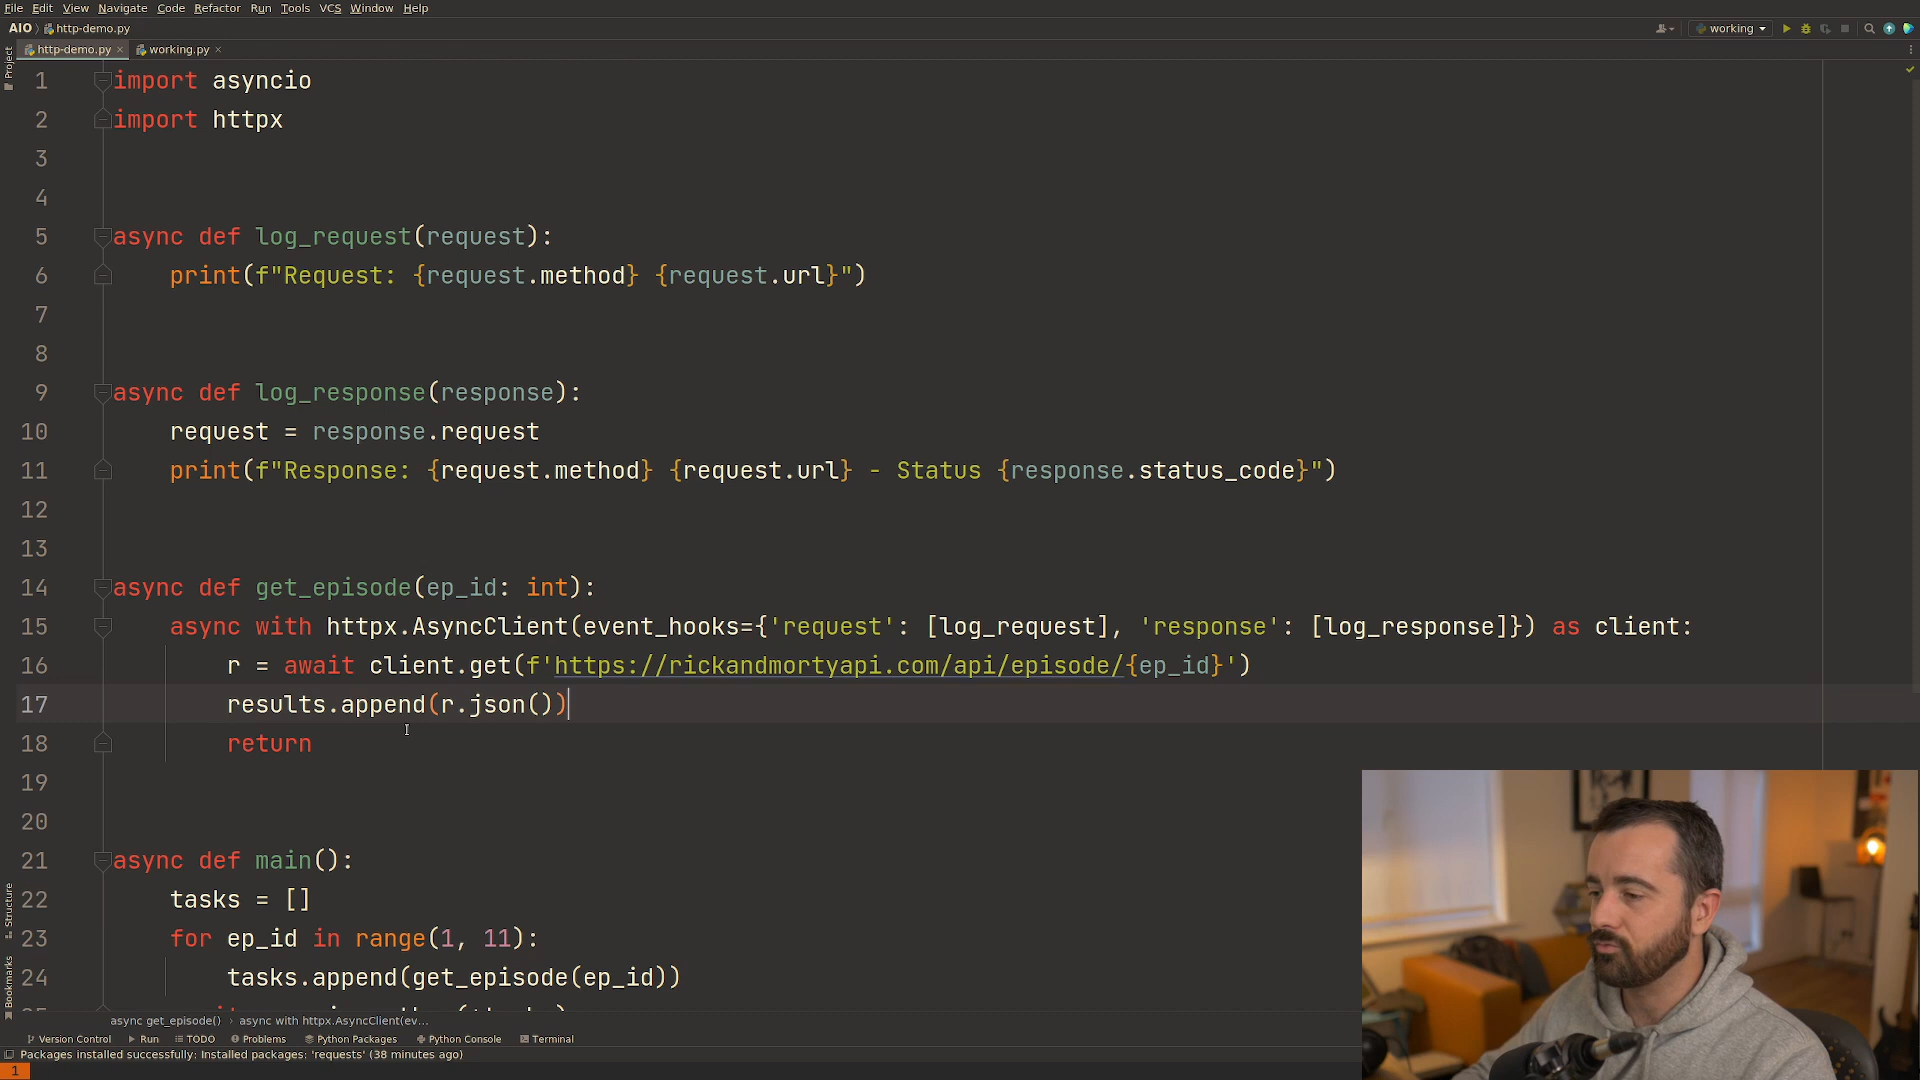 File Edit View Navigate Code Refactor Run Tools VCS Window Help
AIO http-demo.py working
http-demo.py working.py
Project
1 import asyncio
2 import httpx
3
4
5 async def log_request(request):
6 print(f"Request: {request.method} {request.url}")
7
8
9 async def log_response(response):
10 request = response.request
11 print(f"Response: {request.method} {request.url} - Status {response.status_code}")
12
13
14 async def get_episode(ep_id: int):
15 async with httpx.AsyncClient(event_hooks={'request': [log_request], 'response': [log_response]}) as client:
16 r = await client.get(f'https://rickandmortyapi.com/api/episode/{ep_id}')
17 results.append(r.json())
18 return
19
20
21 async def main():
22 tasks = []
23 for ep_id in range(1, 11):
24 tasks.append(get_episode(ep_id))
Structure
Bookmarks
async get_episode() › async with httpx.AsyncClient(ev...
Version Control Run TODO Problems Python Packages Python Console Terminal
Packages installed successfully: Installed packages: 'requests' (38 minutes ago)
1